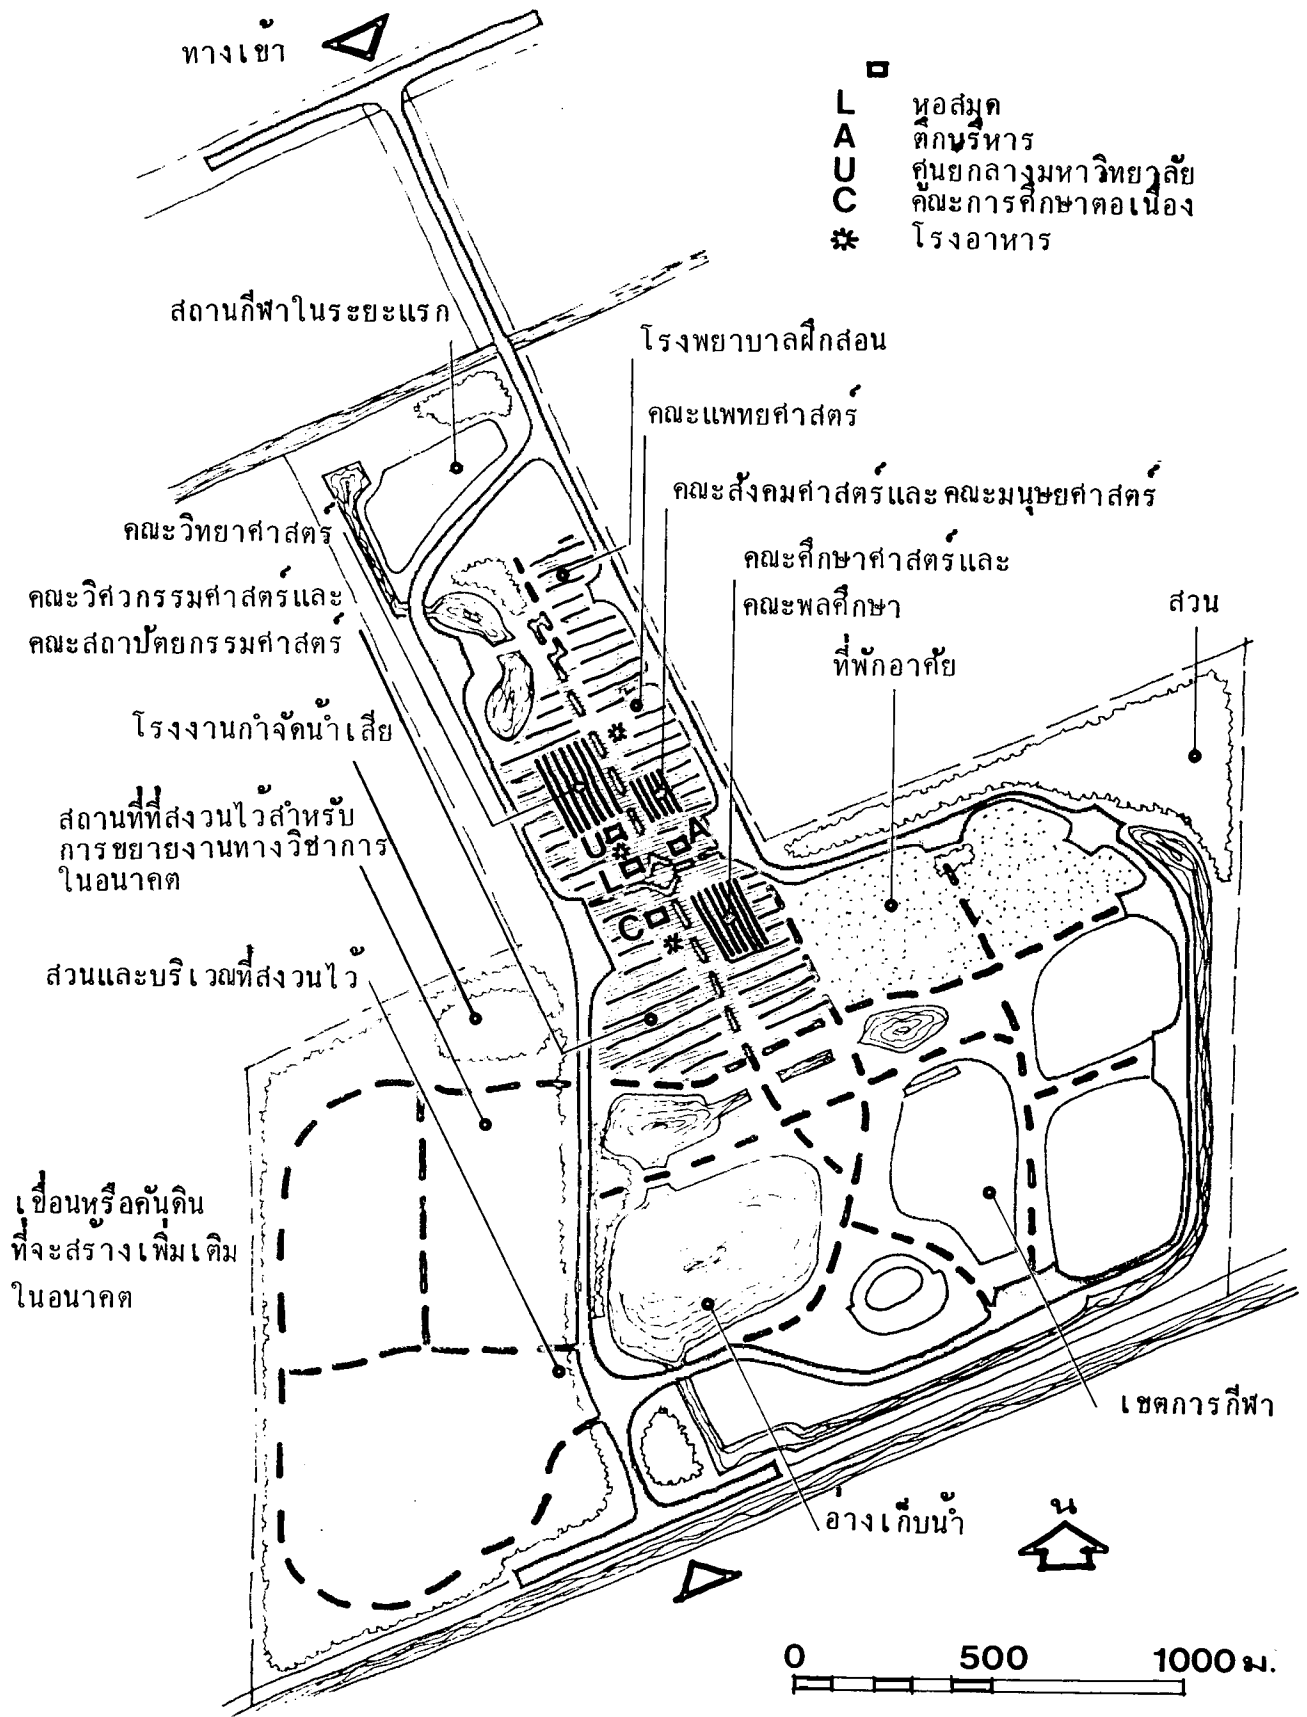 ทางเข้า
L หอสมุด
A ตึกบริหาร
U ศูนย์กลางมหาวิทยาลัย
C คณะการศึกษาตอเนื่อง
โรงอาหาร
สถานกีฬาในระยะแรก
โรงพยาบาลฝึกสอน
คณะแพทยศาสตร์
คณะสังคมศาสตร์และคณะมนุษยศาสตร์
คณะวิทยาศาสตร์
คณะศึกษาศาสตร์และ
คณะพลศึกษา
คณะวิศวกรรมศาสตร์และ
คณะสถาปัตยกรรมศาสตร์
สวน
ที่พักอาศัย
โรงงานกำจัดน้ำเสีย
สถานที่ที่สงวนไว้สำหรับ
การขยายงานทางวิชาการ
ในอนาคต
U
A
L
C
สวนและบริเวณที่สงวนไว้
เขื่อนหรือคันดิน
ที่จะสร้างเพิ่มเติม
ในอนาคต
เขตการกีฬา
อ่างเก็บน้ำ
น
0 500 1000 ม.